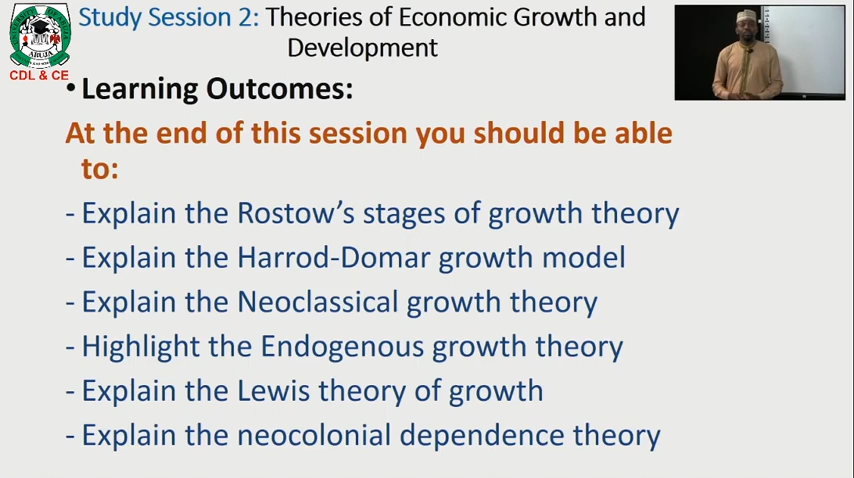 Study Session 2: Theories of Economic Growth and
Development
ABUJA
CDL & CE
• Learning Outcomes:
At the end of this session you should be able
to:
- Explain the Rostow’s stages of growth theory
- Explain the Harrod-Domar growth model
- Explain the Neoclassical growth theory
- Highlight the Endogenous growth theory
- Explain the Lewis theory of growth
- Explain the neocolonial dependence theory